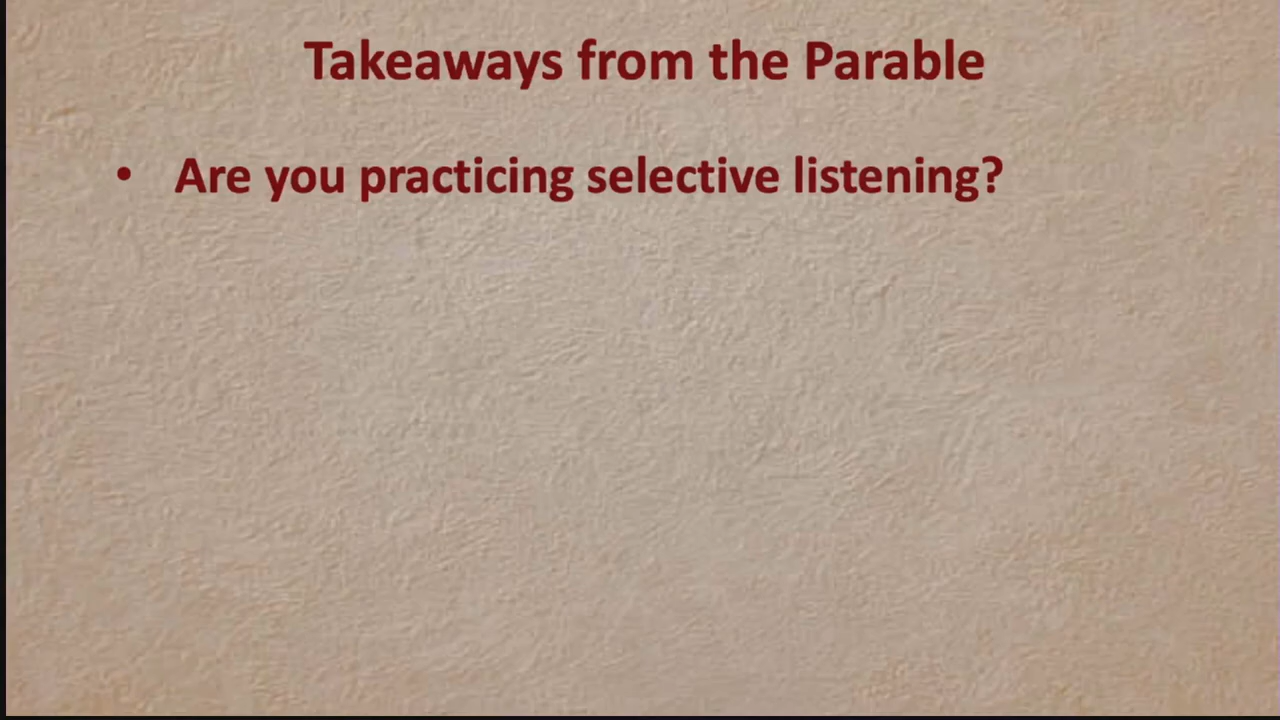 Takeaways from the Parable
• Are you practicing selective listening?